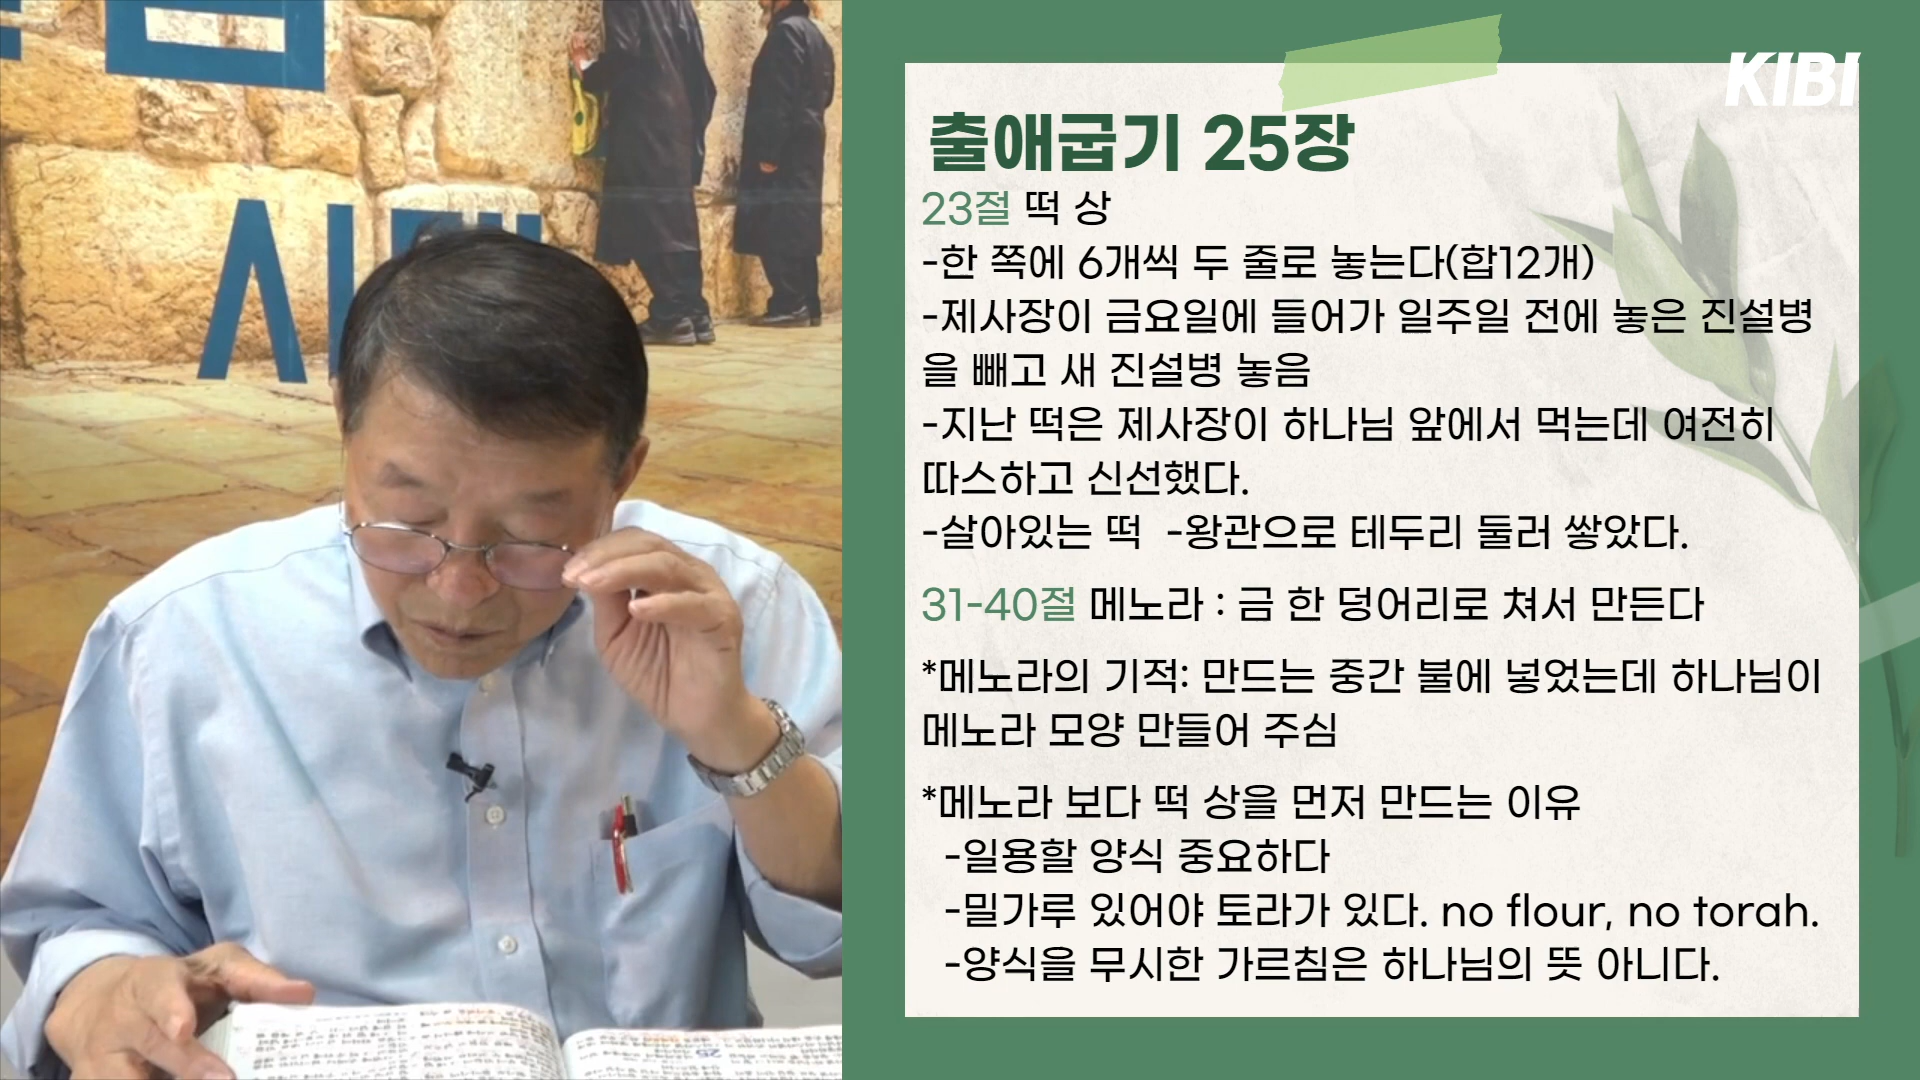 KIBI
출애굽기 25장
23절 떡 상
-한 쪽에 6개씩 두 줄로 놓는다(합12개)
-제사장이 금요일에 들어가 일주일 전에 놓은 진설병
을 빼고 새 진설병 놓음
-지난 떡은 제사장이 하나님 앞에서 먹는데 여전히
따스하고 신선했다.
-살아있는 떡 -왕관으로 테두리 둘러 쌓았다.
31-40절 메노라 : 금 한 덩어리로 쳐서 만든다
*메노라의 기적: 만드는 중간 불에 넣었는데 하나님이
메노라 모양 만들어 주심
*메노라 보다 떡 상을 먼저 만드는 이유
-일용할 양식 중요하다
-밀가루 있어야 토라가 있다. no flour, no torah.
-양식을 무시한 가르침은 하나님의 뜻 아니다.
25